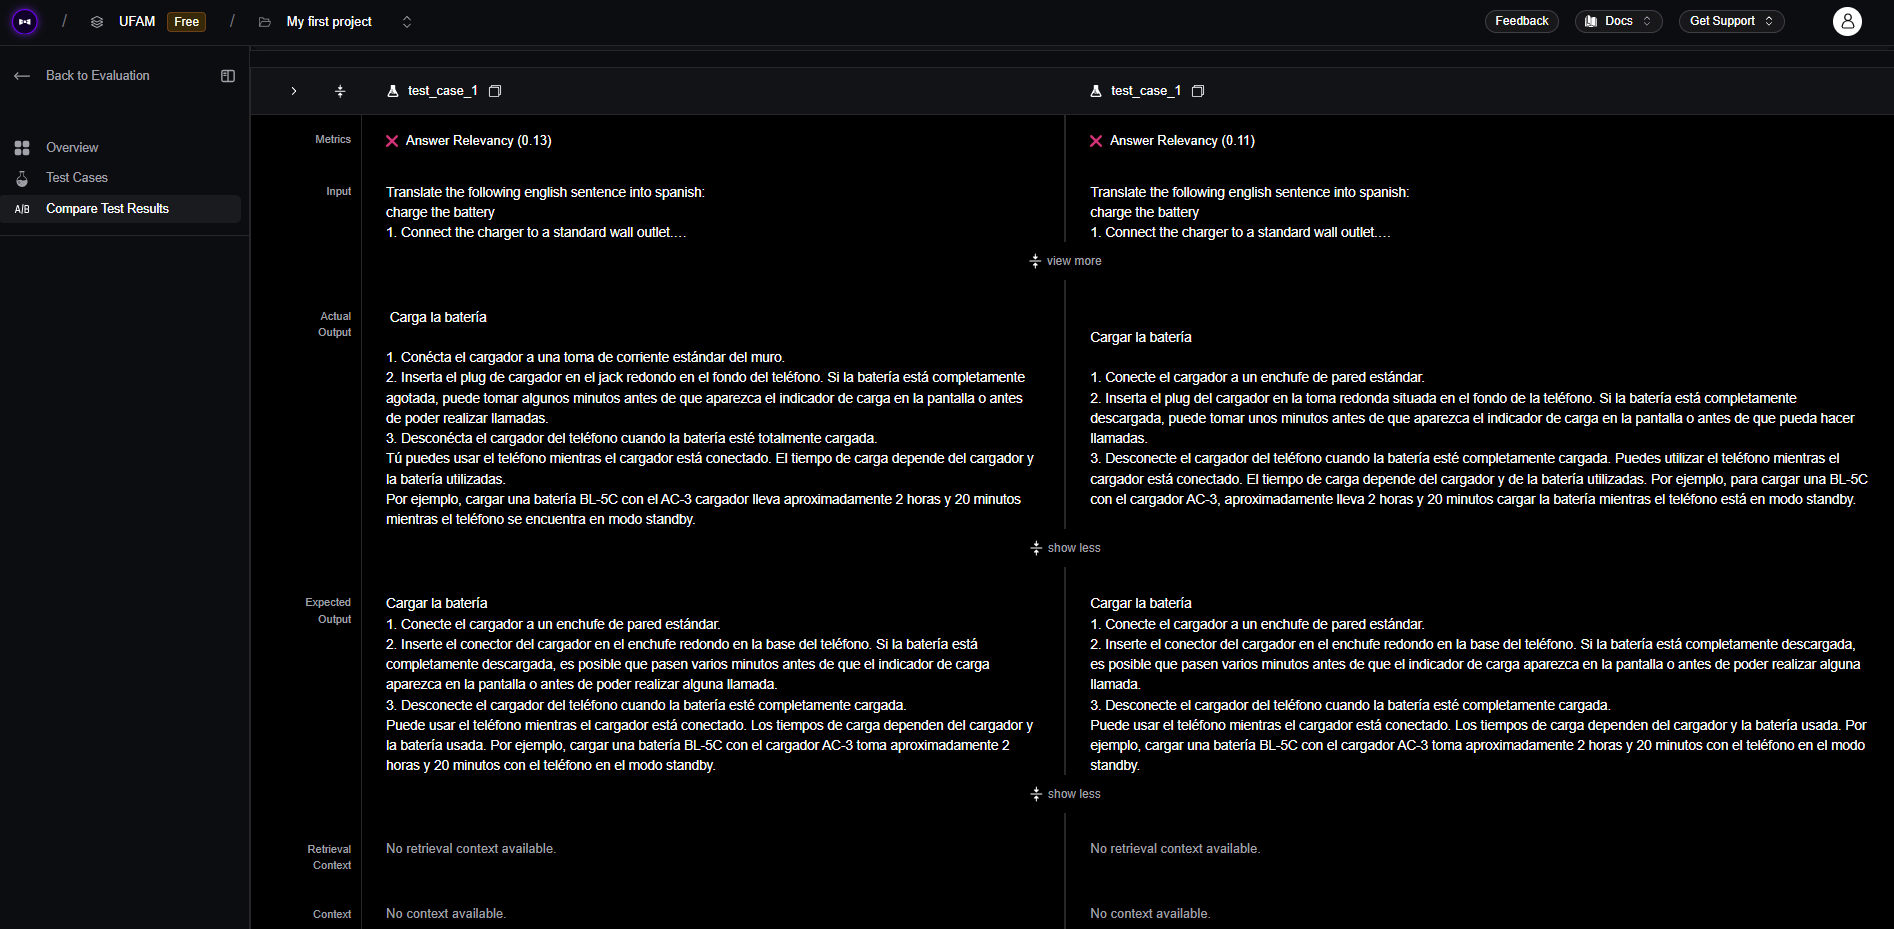 / UFAM Free / My first project
Feedback Docs Get Support
Back to Evaluation
Overview
Test Cases
A/B Compare Test Results
test_case_1 test_case_1
Metrics
Answer Relevancy (0.13)
Answer Relevancy (0.11)
Input
Translate the following english sentence into spanish:
charge the battery
1. Connect the charger to a standard wall outlet....
Translate the following english sentence into spanish:
charge the battery
1. Connect the charger to a standard wall outlet....
view more
Actual
Output
Carga la batería
1. Conécta el cargador a una toma de corriente estándar del muro.
2. Inserta el plug de cargador en el jack redondo en el fondo del teléfono. Si la batería está completamente
agotada, puede tomar algunos minutos antes de que aparezca el indicador de carga en la pantalla o antes
de poder realizar llamadas.
3. Desconécta el cargador del teléfono cuando la batería esté totalmente cargada.
Tú puedes usar el teléfono mientras el cargador está conectado. El tiempo de carga depende del cargador y
la batería utilizadas.
Por ejemplo, cargar una batería BL-5C con el AC-3 cargador lleva aproximadamente 2 horas y 20 minutos
mientras el teléfono se encuentra en modo standby.
Cargar la batería
1. Conecte el cargador a un enchufe de pared estándar.
2. Inserta el plug del cargador en la toma redonda situada en el fondo de la teléfono. Si la batería está completamente
descargada, puede tomar unos minutos antes de que aparezca el indicador de carga en la pantalla o antes de que pueda hacer
llamadas.
3. Desconecte el cargador del teléfono cuando la batería esté completamente cargada. Puedes utilizar el teléfono mientras el
cargador está conectado. El tiempo de carga depende del cargador y de la batería utilizadas. Por ejemplo, para cargar una BL-5C
con el cargador AC-3, aproximadamente lleva 2 horas y 20 minutos cargar la batería mientras el teléfono está en modo standby.
show less
Expected
Output
Cargar la batería
1. Conecte el cargador a un enchufe de pared estándar.
2. Inserte el conector del cargador en el enchufe redondo en la base del teléfono. Si la batería está
completamente descargada, es posible que pasen varios minutos antes de que el indicador de carga
aparezca en la pantalla o antes de poder realizar alguna llamada.
3. Desconecte el cargador del teléfono cuando la batería esté completamente cargada.
Puede usar el teléfono mientras el cargador está conectado. Los tiempos de carga dependen del cargador y
la batería usada. Por ejemplo, cargar una batería BL-5C con el cargador AC-3 toma aproximadamente 2
horas y 20 minutos con el teléfono en el modo standby.
Cargar la batería
1. Conecte el cargador a un enchufe de pared estándar.
2. Inserte el conector del cargador en el enchufe redondo en la base del teléfono. Si la batería está completamente descargada,
es posible que pasen varios minutos antes de que el indicador de carga aparezca en la pantalla o antes de poder realizar alguna
llamada.
3. Desconecte el cargador del teléfono cuando la batería esté completamente cargada.
Puede usar el teléfono mientras el cargador está conectado. Los tiempos de carga dependen del cargador y la batería usada. Por
ejemplo, cargar una batería BL-5C con el cargador AC-3 toma aproximadamente 2 horas y 20 minutos con el teléfono en el modo
standby.
show less
Retrieval
Context
No retrieval context available.
No retrieval context available.
Context
No context available.
No context available.